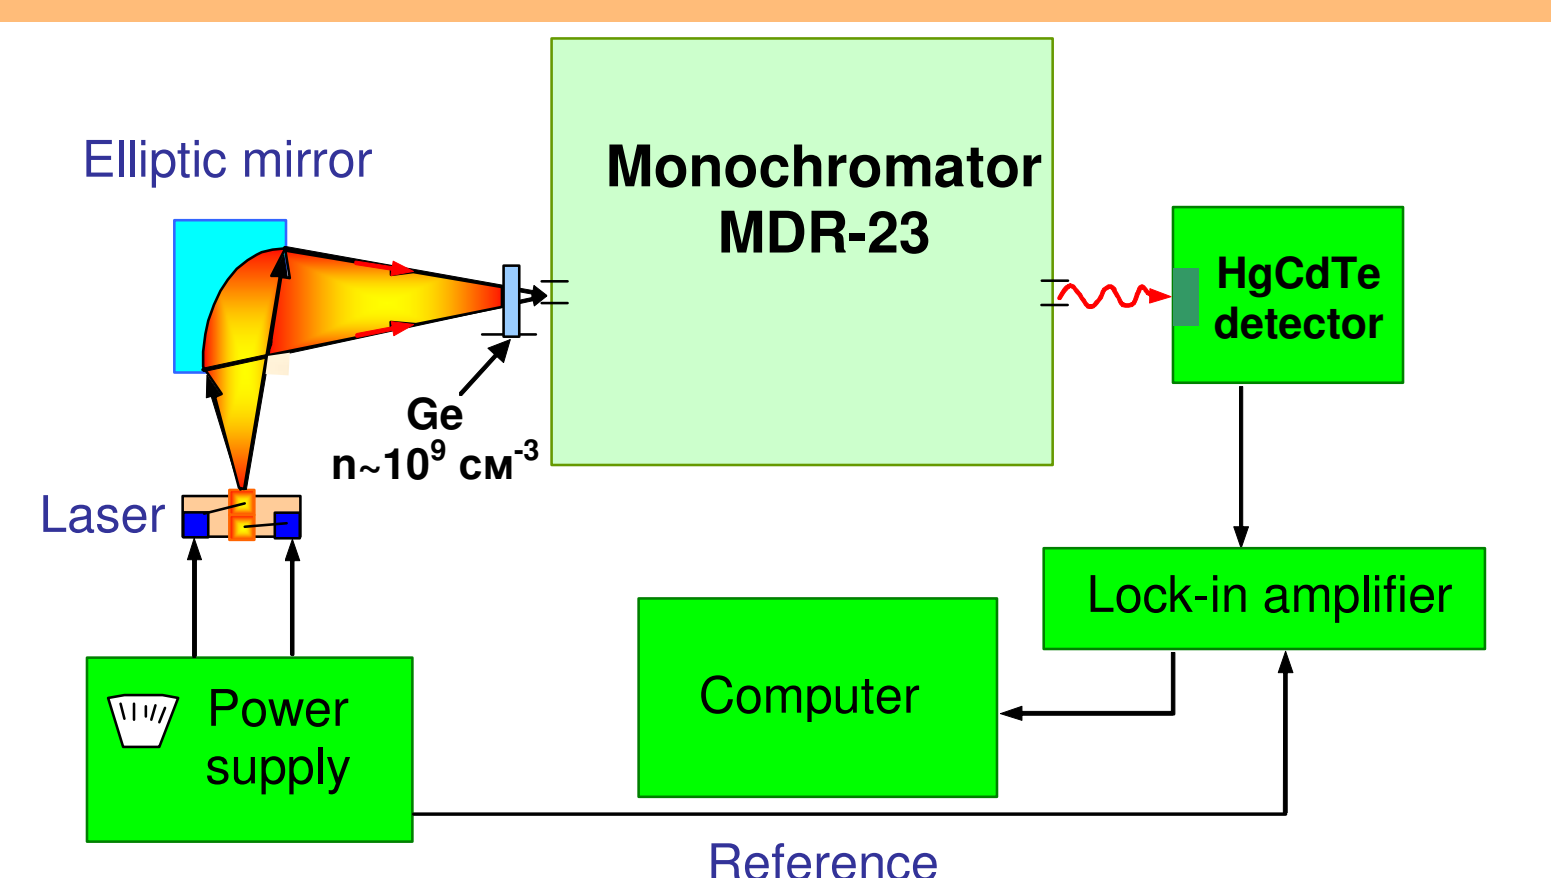 Elliptic mirror
Monochromator
MDR-23
HgCdTe
detector
Ge
n~10⁹ см⁻³
Laser
Lock-in amplifier
Computer
Power
supply
Reference